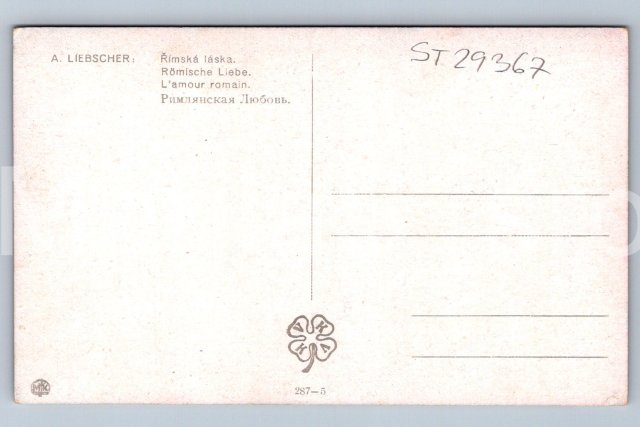 A. LIEBSCHER: Římská láska.
Römische Liebe.
L'amour romain.
Римлянская Любовь.
ST 29367
V K K V
287—5